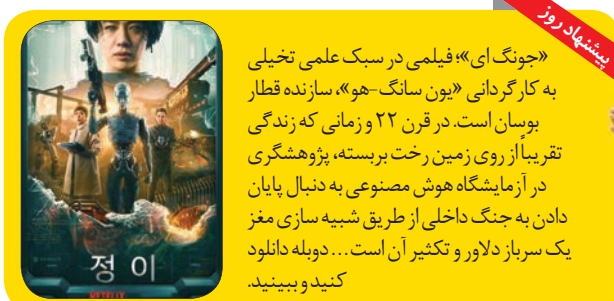 پیشنهاد روز
«جونگ ای»؛ فیلمی در سبک علمی تخیلی
به کارگردانی «یون سانگ-هو»، سازنده قطار
بوسان است. در قرن ۲۲ و زمانی که زندگی
تقریباً از روی زمین رخت بربسته، پژوهشگری
در آزمایشگاه هوش مصنوعی به دنبال پایان
دادن به جنگ داخلی از طریق شبیه سازی مغز
یک سرباز دلاور و تکثیر آن است... دوبله دانلود
کنید و ببینید.
정이
NETFLIX